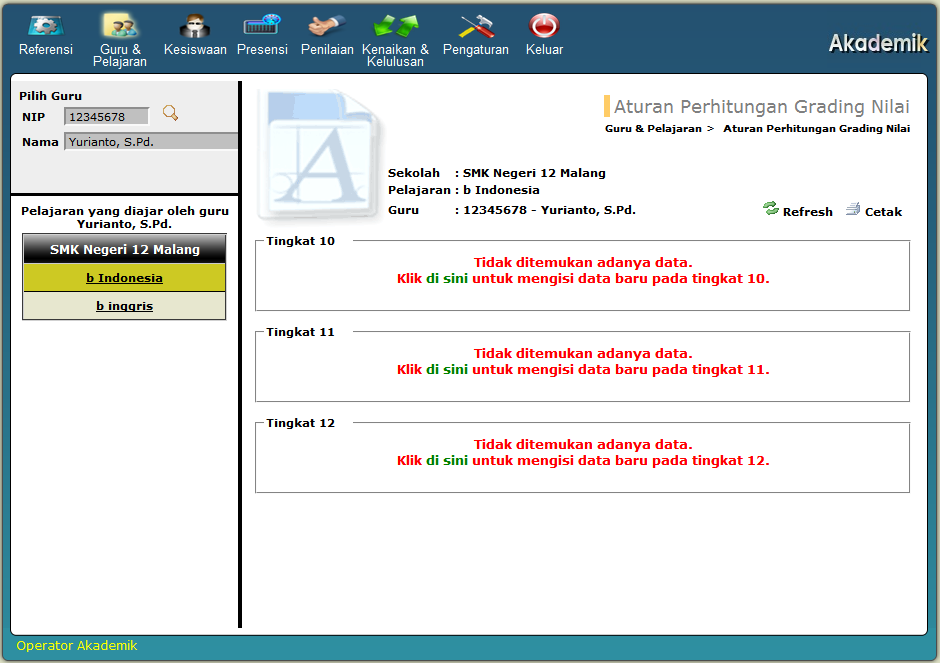 Referensi
Guru &
Pelajaran
Kesiswaan
Presensi
Penilaian
Kenaikan &
Kelulusan
Pengaturan
Keluar
Akademik
Pilih Guru
NIP 12345678
Nama Yurianto, S.Pd.
Pelajaran yang diajar oleh guru
Yurianto, S.Pd.
SMK Negeri 12 Malang
b Indonesia
b inggris
A
Aturan Perhitungan Grading Nilai
Guru & Pelajaran > Aturan Perhitungan Grading Nilai
Sekolah : SMK Negeri 12 Malang
Pelajaran : b Indonesia
Guru : 12345678 - Yurianto, S.Pd.
Refresh Cetak
Tingkat 10
Tidak ditemukan adanya data.
Klik di sini untuk mengisi data baru pada tingkat 10.
Tingkat 11
Tidak ditemukan adanya data.
Klik di sini untuk mengisi data baru pada tingkat 11.
Tingkat 12
Tidak ditemukan adanya data.
Klik di sini untuk mengisi data baru pada tingkat 12.
Operator Akademik